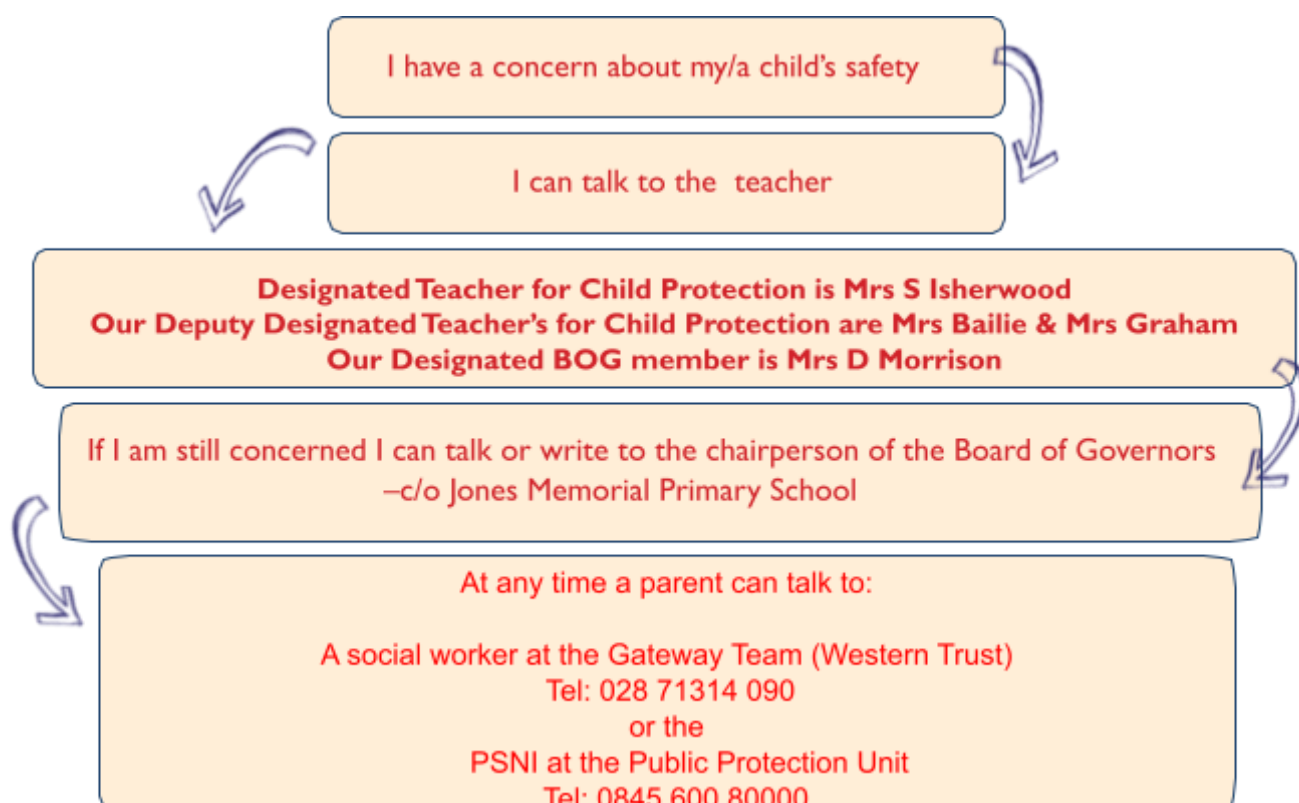 I have a concern about my/a child's safety
I can talk to the teacher
Designated Teacher for Child Protection is Mrs S Isherwood
Our Deputy Designated Teacher's for Child Protection are Mrs Bailie & Mrs Graham
Our Designated BOG member is Mrs D Morrison
If I am still concerned I can talk or write to the chairperson of the Board of Governors
–c/o Jones Memorial Primary School
At any time a parent can talk to:
A social worker at the Gateway Team (Western Trust)
Tel: 028 71314 090
or the
PSNI at the Public Protection Unit
Tel: 0845 600 80000